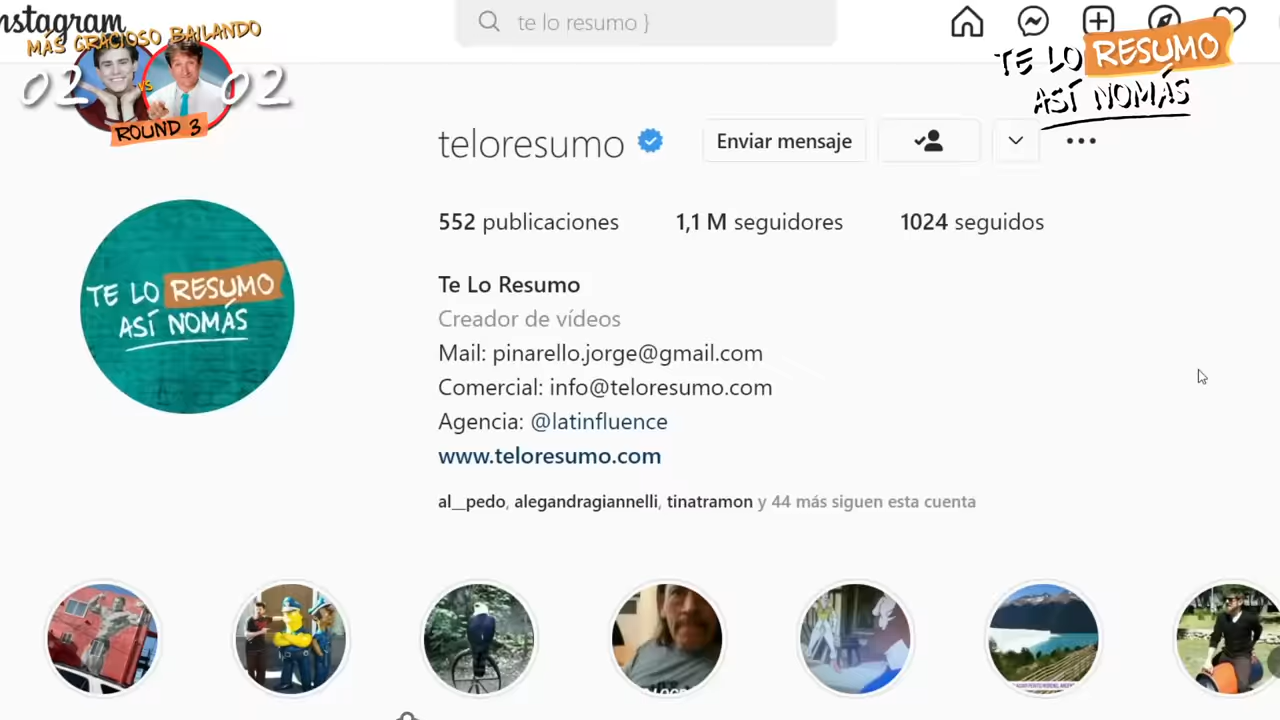 Instagram
te lo resumo }
MÁS GRACIOSO BAILANDO
02 VS 02
ROUND 3
TE LO RESUMO
ASÍ NOMÁS
teloresumo
Enviar mensaje
552 publicaciones
1,1 M seguidores
1024 seguidos
TE LO RESUMO
ASÍ NOMÁS
Te Lo Resumo
Creador de vídeos
Mail: pinarello.jorge@gmail.com
Comercial: info@teloresumo.com
Agencia: @latinfluence
www.teloresumo.com
al__pedo, alegandragiannelli, tinatramon y 44 más siguen esta cuenta